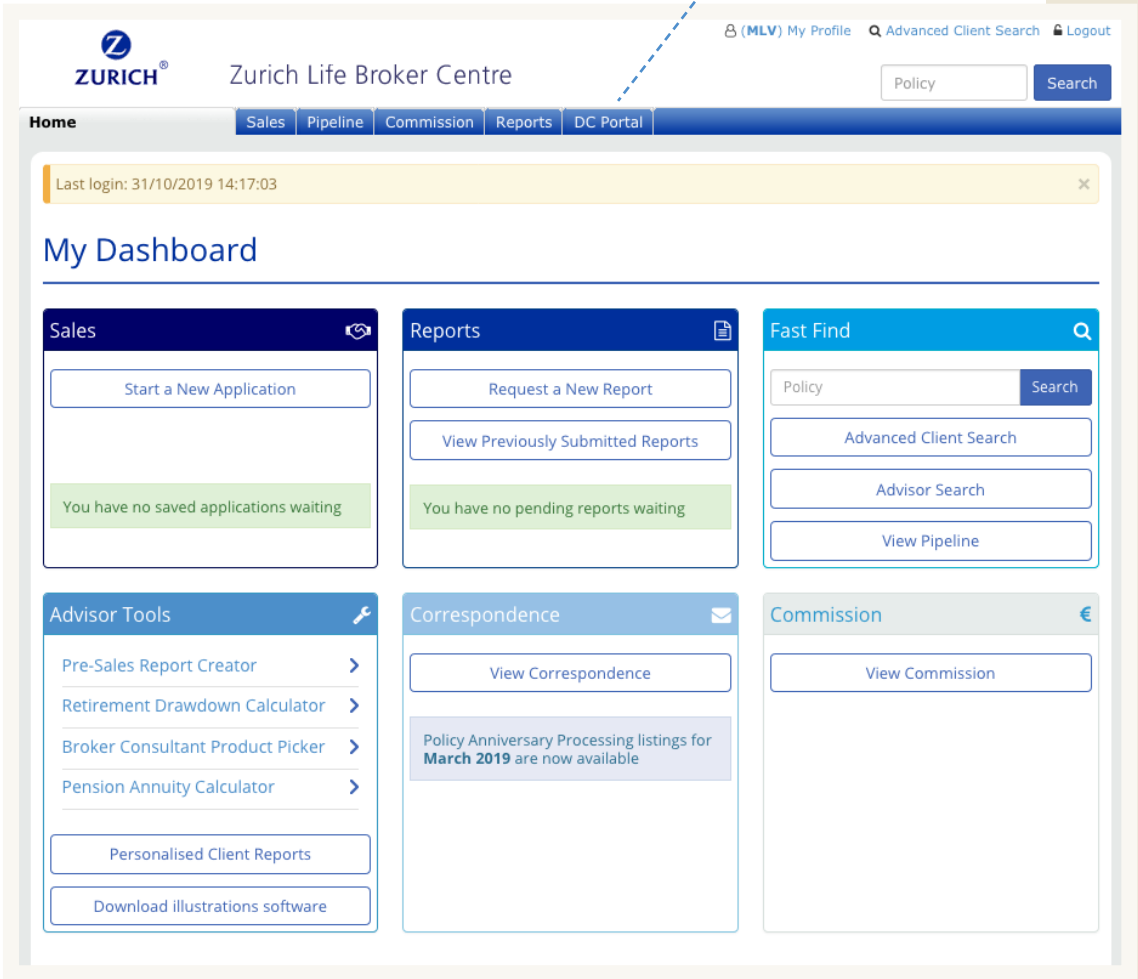 (MLV) My Profile Advanced Client Search Logout
Z
ZURICH®
Zurich Life Broker Centre
Policy Search
Home Sales Pipeline Commission Reports DC Portal
Last login: 31/10/2019 14:17:03 ×
My Dashboard
Sales
Start a New Application
You have no saved applications waiting
Reports
Request a New Report
View Previously Submitted Reports
You have no pending reports waiting
Fast Find
Policy Search
Advanced Client Search
Advisor Search
View Pipeline
Advisor Tools
Pre-Sales Report Creator
Retirement Drawdown Calculator
Broker Consultant Product Picker
Pension Annuity Calculator
Personalised Client Reports
Download illustrations software
Correspondence
View Correspondence
Policy Anniversary Processing listings for
March 2019 are now available
Commission €
View Commission